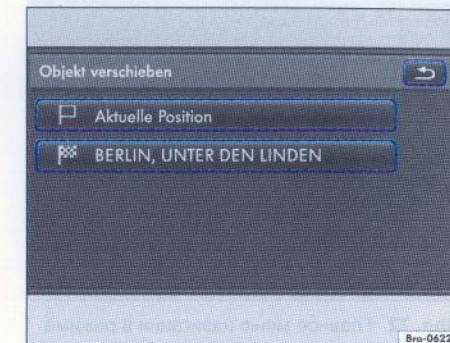 Objekt verschieben
Aktuelle Position
BERLIN, UNTER DEN LINDEN
Bra-0622